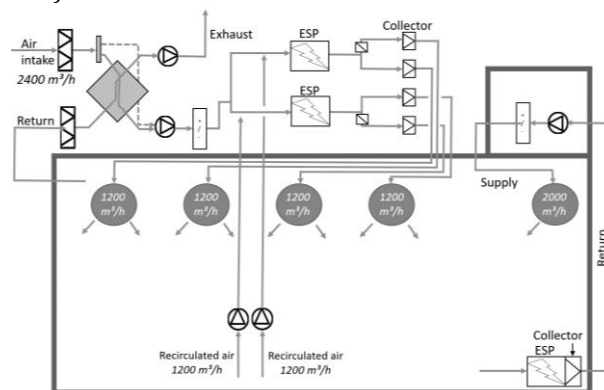 Air
intake
2400 m³/h
Exhaust
ESP
Collector
Return
ESP
1200
m³/h
1200
m³/h
1200
m³/h
1200
m³/h
Supply
2000
m³/h
Return
Recirculated air
1200 m³/h
Recirculated air
1200 m³/h
Collector
ESP